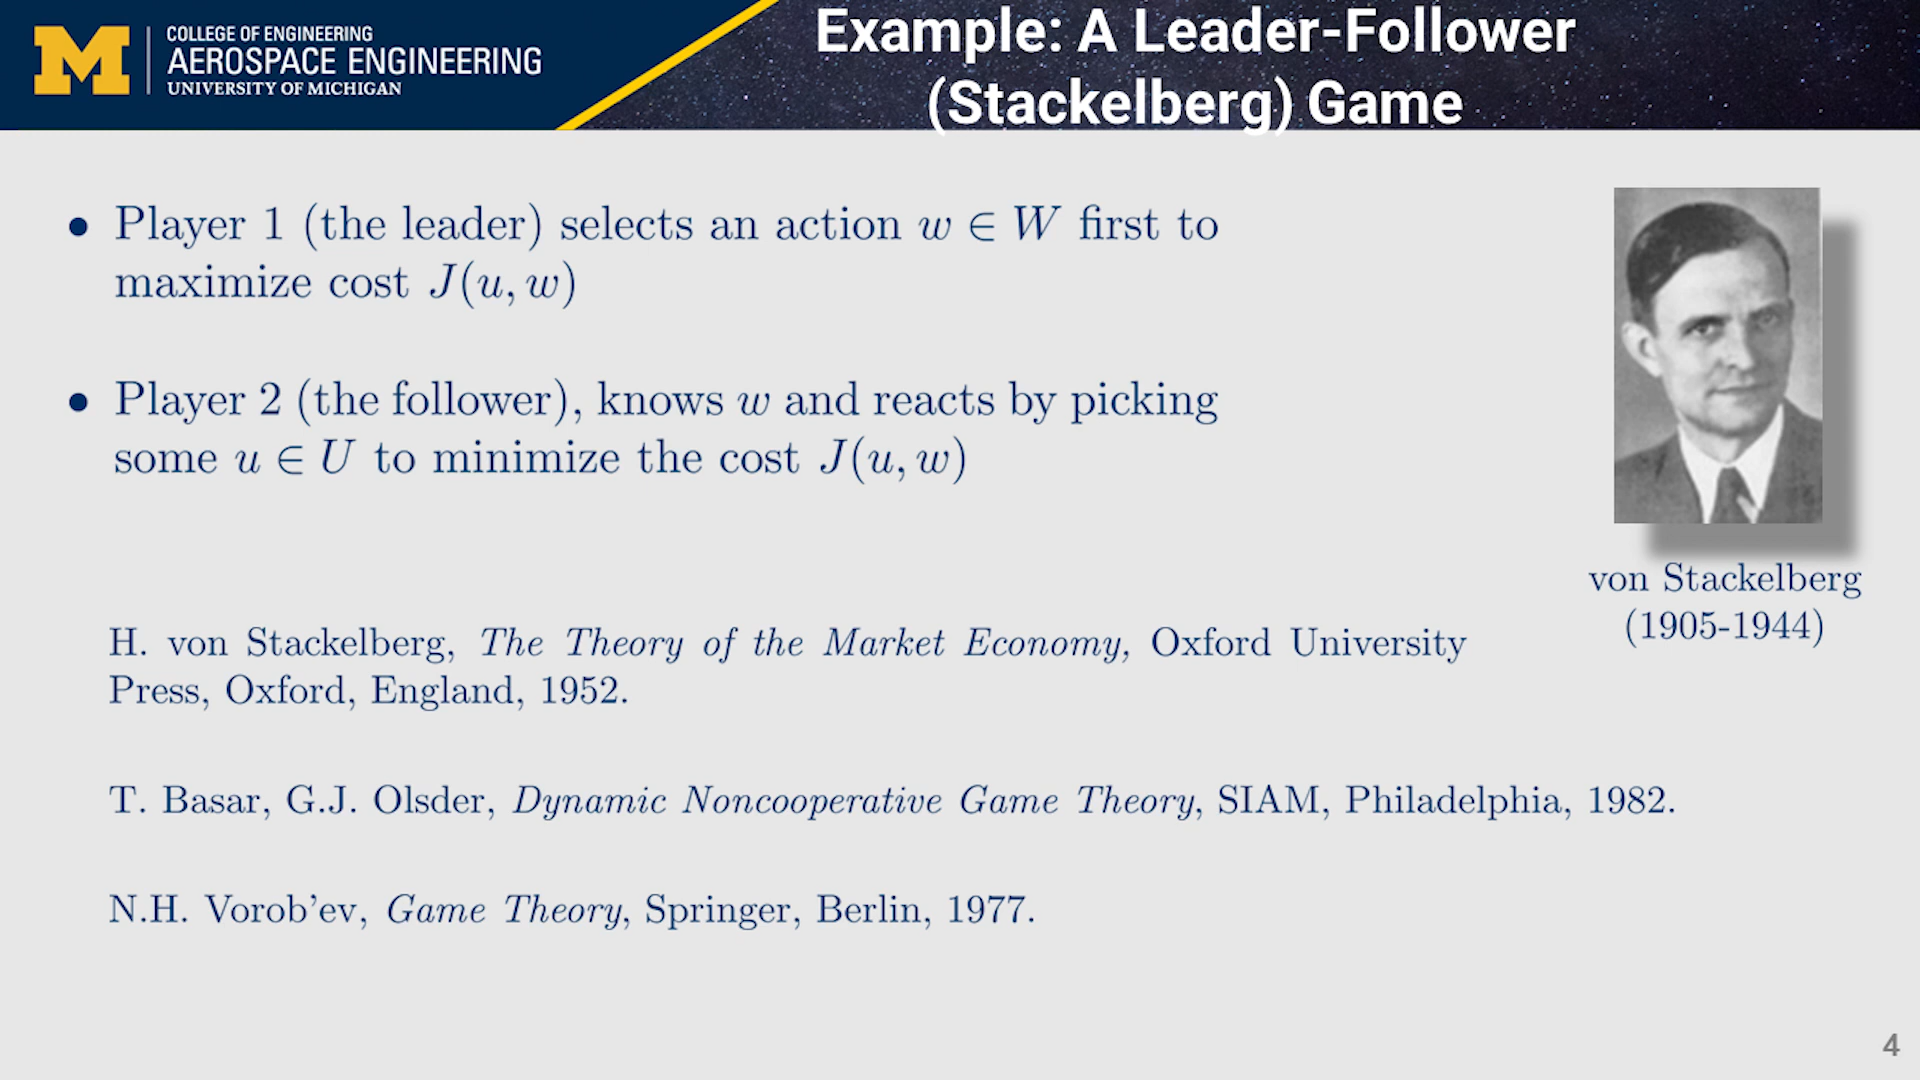 COLLEGE OF ENGINEERING
AEROSPACE ENGINEERING
UNIVERSITY OF MICHIGAN
Example: A Leader-Follower
(Stackelberg) Game
• Player 1 (the leader) selects an action w ∈ W first to
maximize cost J(u, w)
• Player 2 (the follower), knows w and reacts by picking
some u ∈ U to minimize the cost J(u, w)
von Stackelberg
(1905-1944)
H. von Stackelberg, The Theory of the Market Economy, Oxford University
Press, Oxford, England, 1952.
T. Basar, G.J. Olsder, Dynamic Noncooperative Game Theory, SIAM, Philadelphia, 1982.
N.H. Vorob'ev, Game Theory, Springer, Berlin, 1977.
4